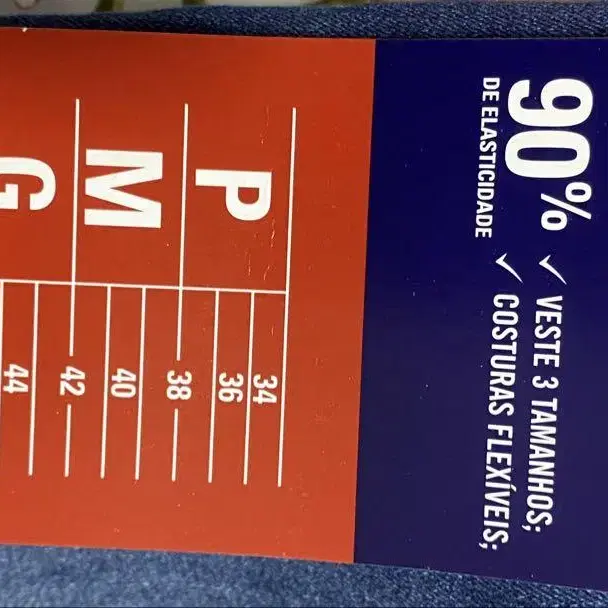 90%
DE ELASTICIDADE
✓ VESTE 3 TAMANHOS;
✓ COSTURAS FLEXÍVEIS;
P
34
36
38
M
40
42
G
44